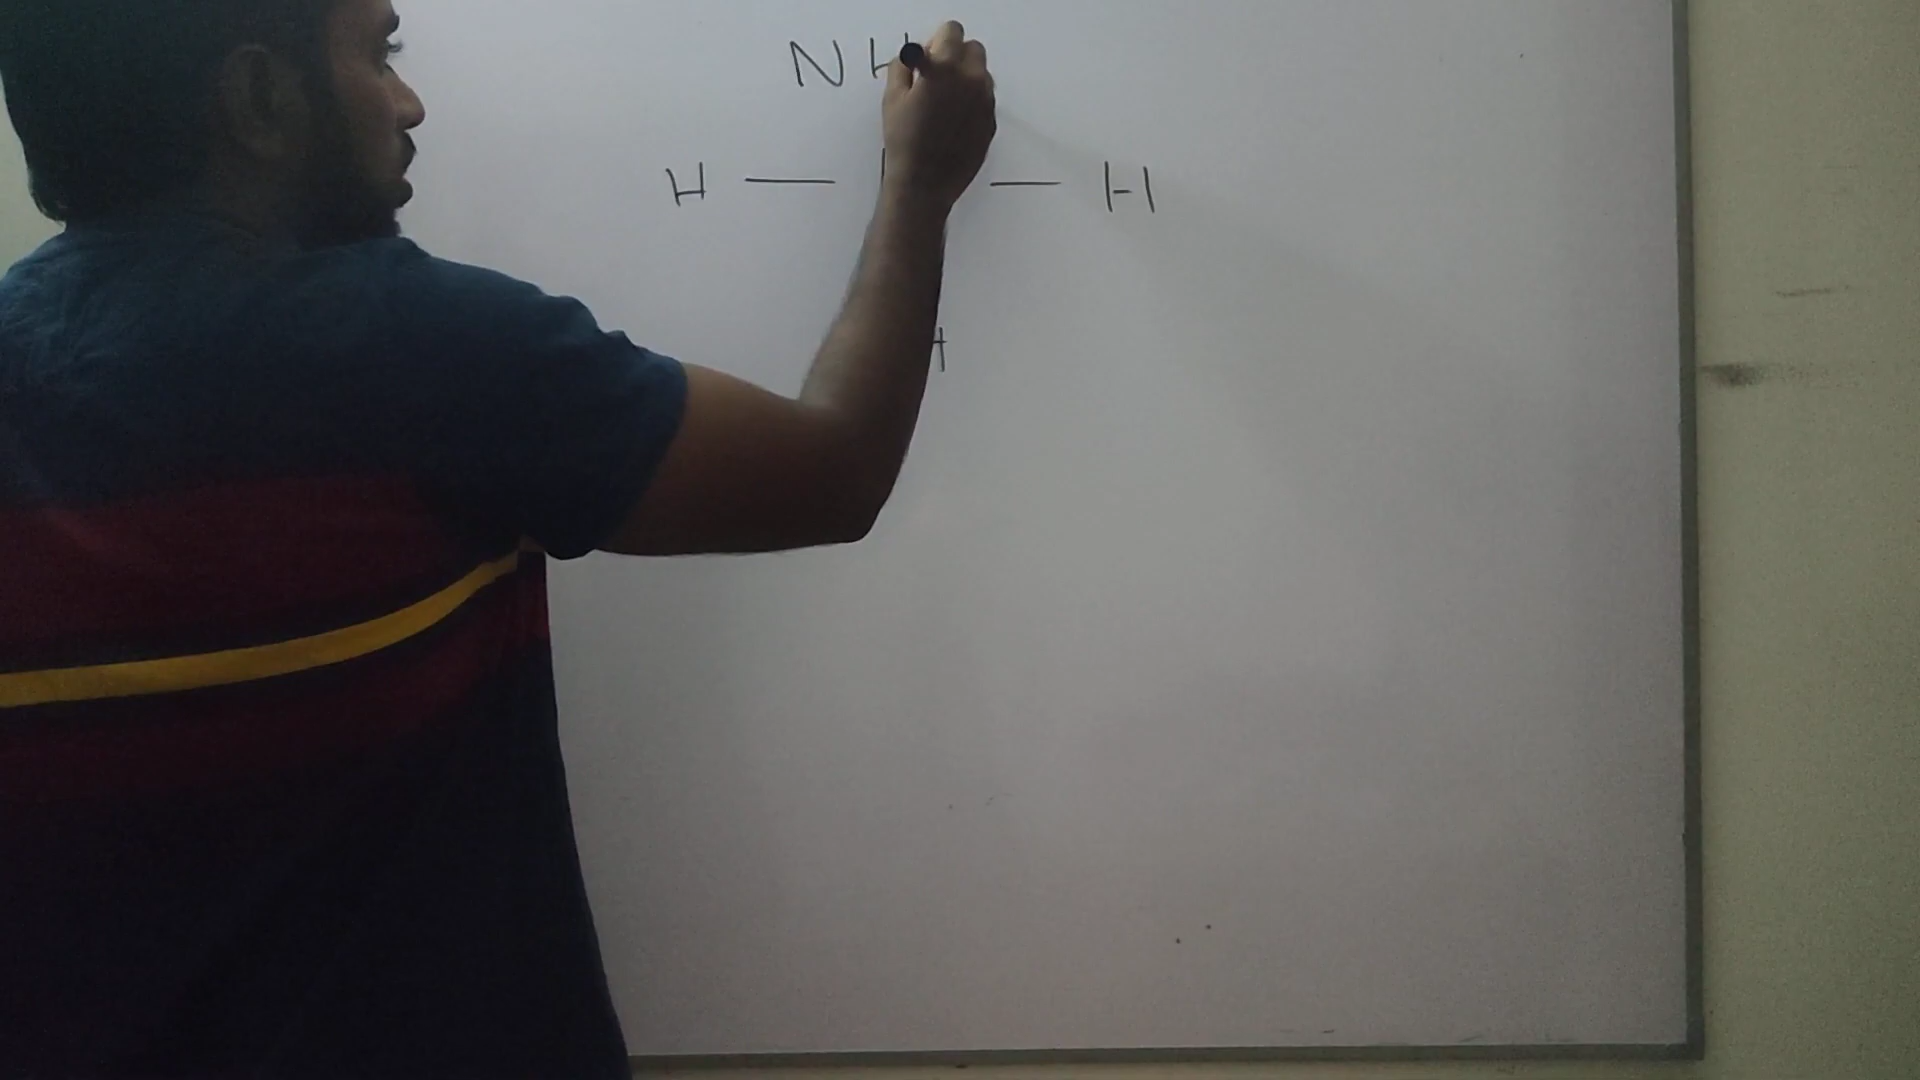 NH
H — — H
H